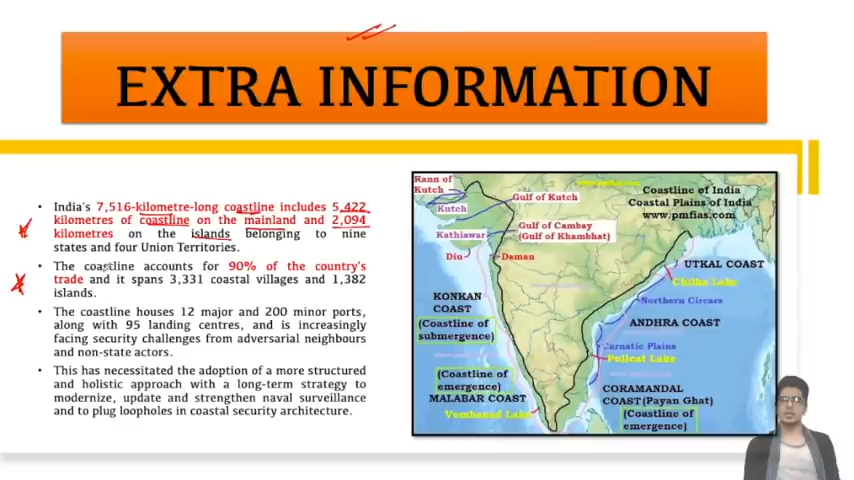 EXTRA INFORMATION
• India's 7,516-kilometre-long coastline includes 5,422
kilometres of coastline on the mainland and 2,094
kilometres on the islands belonging to nine
states and four Union Territories.
• The coastline accounts for 90% of the country's
trade and it spans 3,331 coastal villages and 1,382
islands.
• The coastline houses 12 major and 200 minor ports,
along with 95 landing centres, and is increasingly
facing security challenges from adversarial neighbours
and non-state actors.
• This has necessitated the adoption of a more structured
and holistic approach with a long-term strategy to
modernize, update and strengthen naval surveillance
and to plug loopholes in coastal security architecture.
Rann of
Kutch
Kutch
Gulf of Kutch
Coastline of India
Coastal Plains of India
www.pmfias.com
Kathiawar
Gulf of Cambay
(Gulf of Khambhat)
Diu
Daman
UTKAL COAST
Chilka Lake
KONKAN
COAST
(Coastline of
submergence)
Northern Circars
ANDHRA COAST
Carnatic Plains
Pulicat Lake
(Coastline of
emergence)
MALABAR COAST
Vembanad Lake
CORAMANDAL
COAST (Payan Ghat)
(Coastline of
emergence)